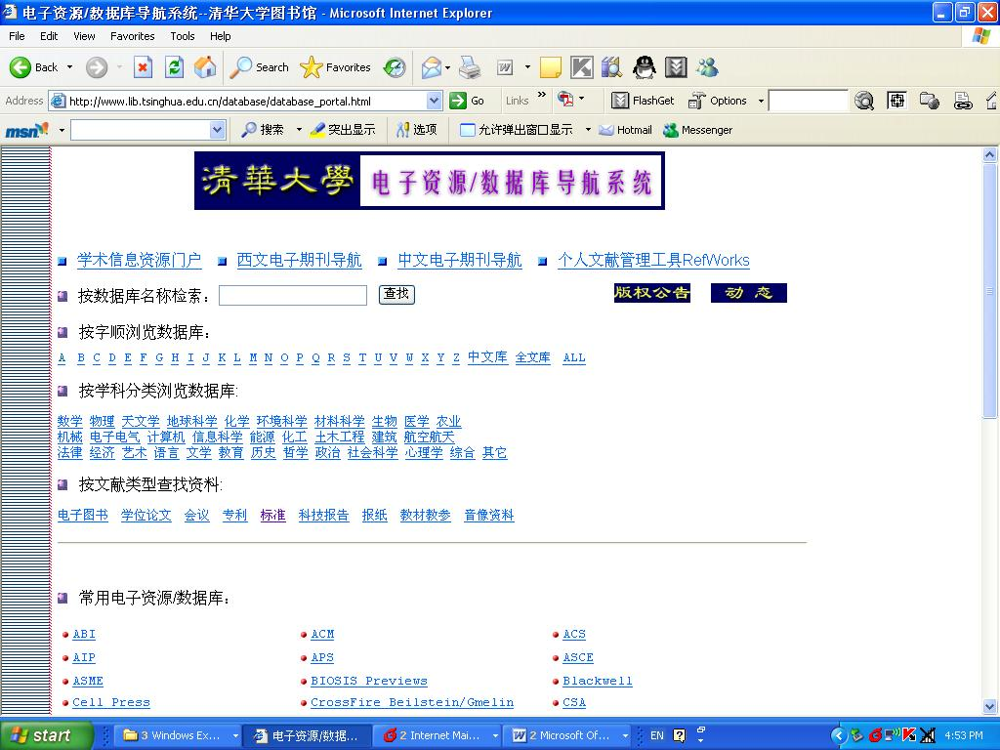 电子资源/数据库导航系统--清华大学图书馆 - Microsoft Internet Explorer
File Edit View Favorites Tools Help
Back Search Favorites
Address http://www.lib.tsinghua.edu.cn/database/database_portal.html Go Links » FlashGet Options
msn 搜索 突出显示 选项 允许弹出窗口显示 Hotmail Messenger
清華大學 电子资源/数据库导航系统
学术信息资源门户 西文电子期刊导航 中文电子期刊导航 个人文献管理工具RefWorks
按数据库名称检索: 查找 版权公告 动 态
按字顺浏览数据库:
A B C D E F G H I J K L M N O P Q R S T U V W X Y Z 中文库 全文库 ALL
按学科分类浏览数据库:
数学 物理 天文学 地球科学 化学 环境科学 材料科学 生物 医学 农业
机械 电子电气 计算机 信息科学 能源 化工 土木工程 建筑 航空航天
法律 经济 艺术 语言 文学 教育 历史 哲学 政治 社会科学 心理学 综合 其它
按文献类型查找资料:
电子图书 学位论文 会议 专利 标准 科技报告 报纸 教材教参 音像资料
常用电子资源/数据库:
ABI ACM ACS
AIP APS ASCE
ASME BIOSIS Previews Blackwell
Cell Press CrossFire Beilstein/Gmelin CSA
start 3 Windows Ex... 电子资源/数据... 2 Internet Mai... 2 Microsoft Of... EN 4:53 PM